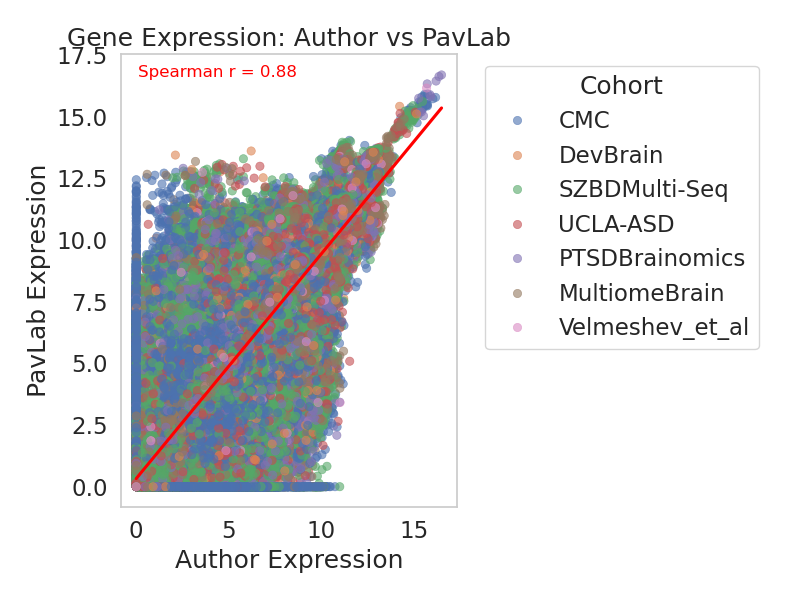 Gene Expression: Author vs PavLab
Spearman r = 0.88
17.5
15.0
12.5
10.0
7.5
5.0
2.5
0.0
PavLab Expression
0 5 10 15
Author Expression
Cohort
CMC
DevBrain
SZBDMulti-Seq
UCLA-ASD
PTSDBrainomics
MultiomeBrain
Velmeshev_et_al